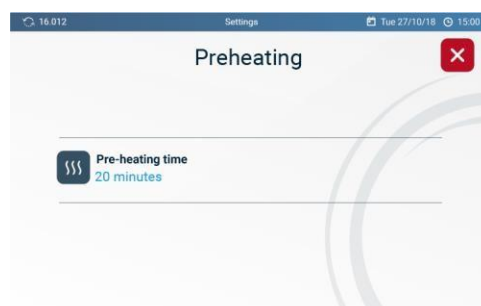 16.012 Settings Tue 27/10/18 15:00
Preheating
Pre-heating time
20 minutes